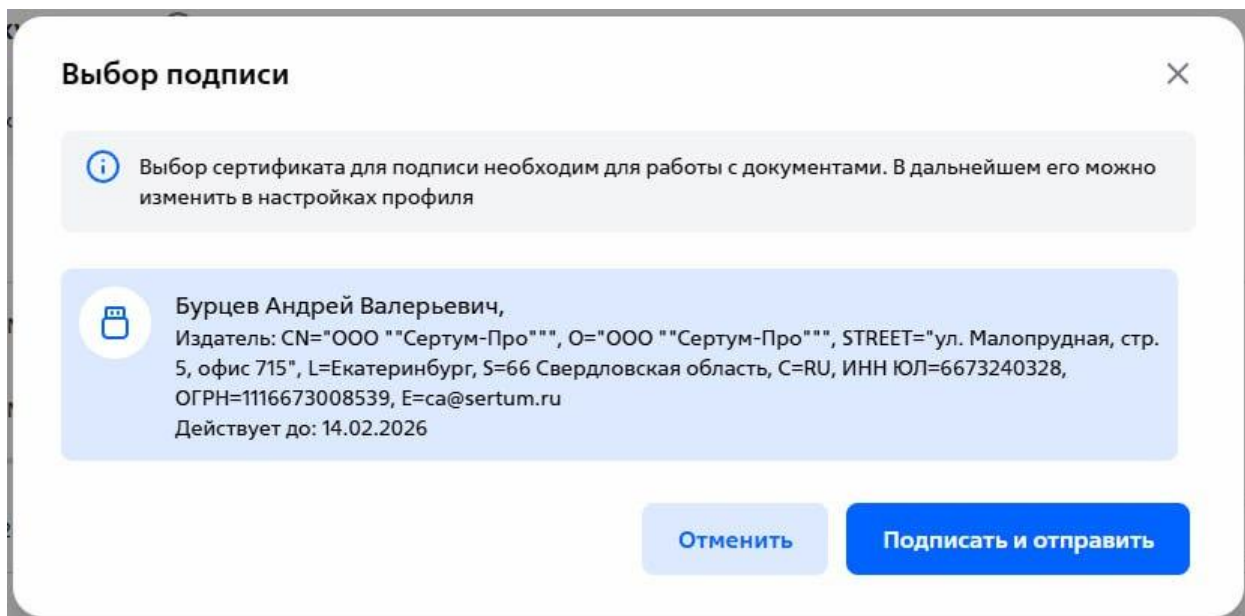 Выбор подписи
Выбор сертификата для подписи необходим для работы с документами. В дальнейшем его можно
изменить в настройках профиля
Бурцев Андрей Валерьевич,
Издатель: CN="ООО ""Сертум-Про""", O="ООО ""Сертум-Про""", STREET="ул. Малопрудная, стр.
5, офис 715", L=Екатеринбург, S=66 Свердловская область, C=RU, ИНН ЮЛ=6673240328,
ОГРН=1116673008539, E=ca@sertum.ru
Действует до: 14.02.2026
Отменить
Подписать и отправить